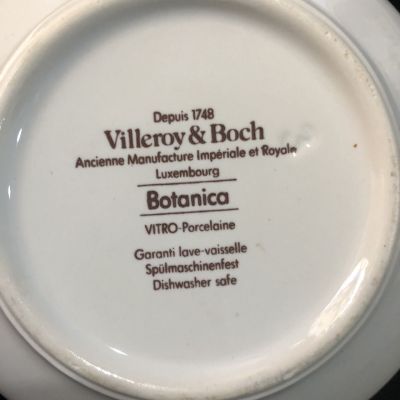 Depuis 1748
Villeroy & Boch
Ancienne Manufacture Impériale et Royale
Luxembourg
Botanica
VITRO-Porcelaine
Garanti lave-vaisselle
Spülmaschinenfest
Dishwasher safe